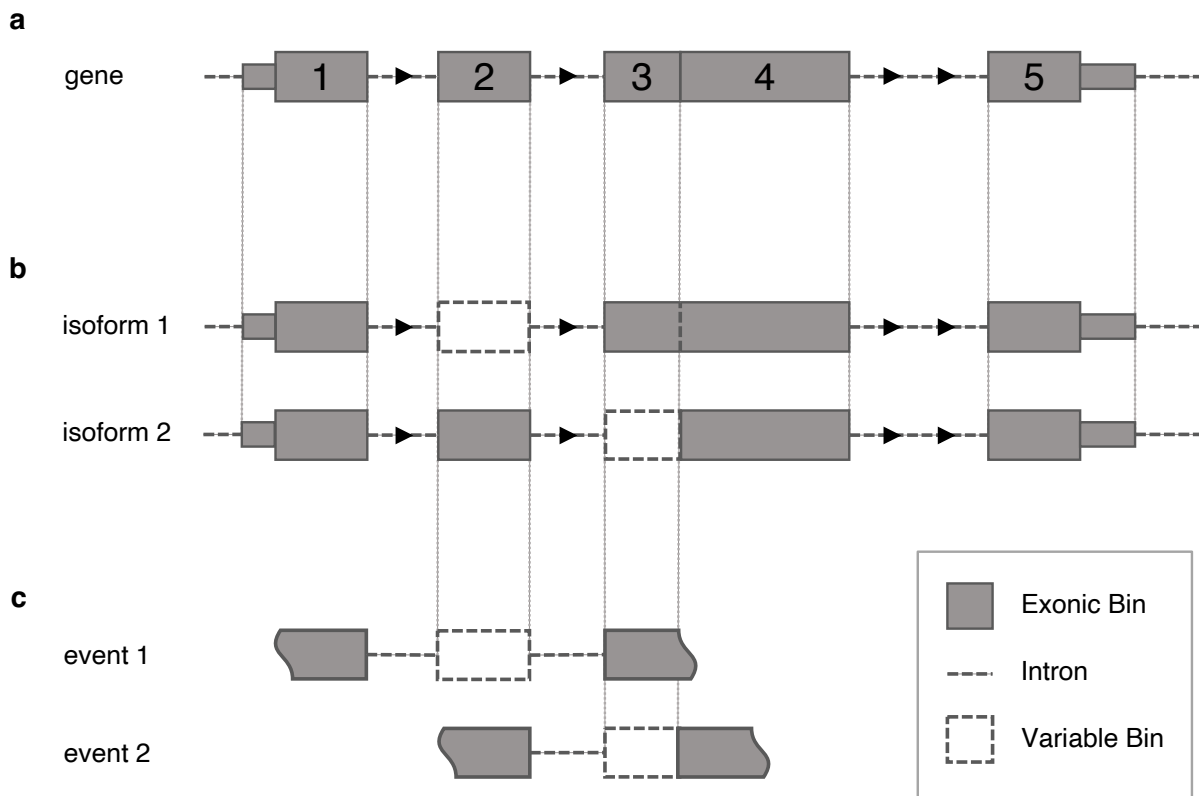 a
gene
1 2 3 4 5
b
isoform 1
isoform 2
c
event 1
event 2
Exonic Bin
Intron
Variable Bin